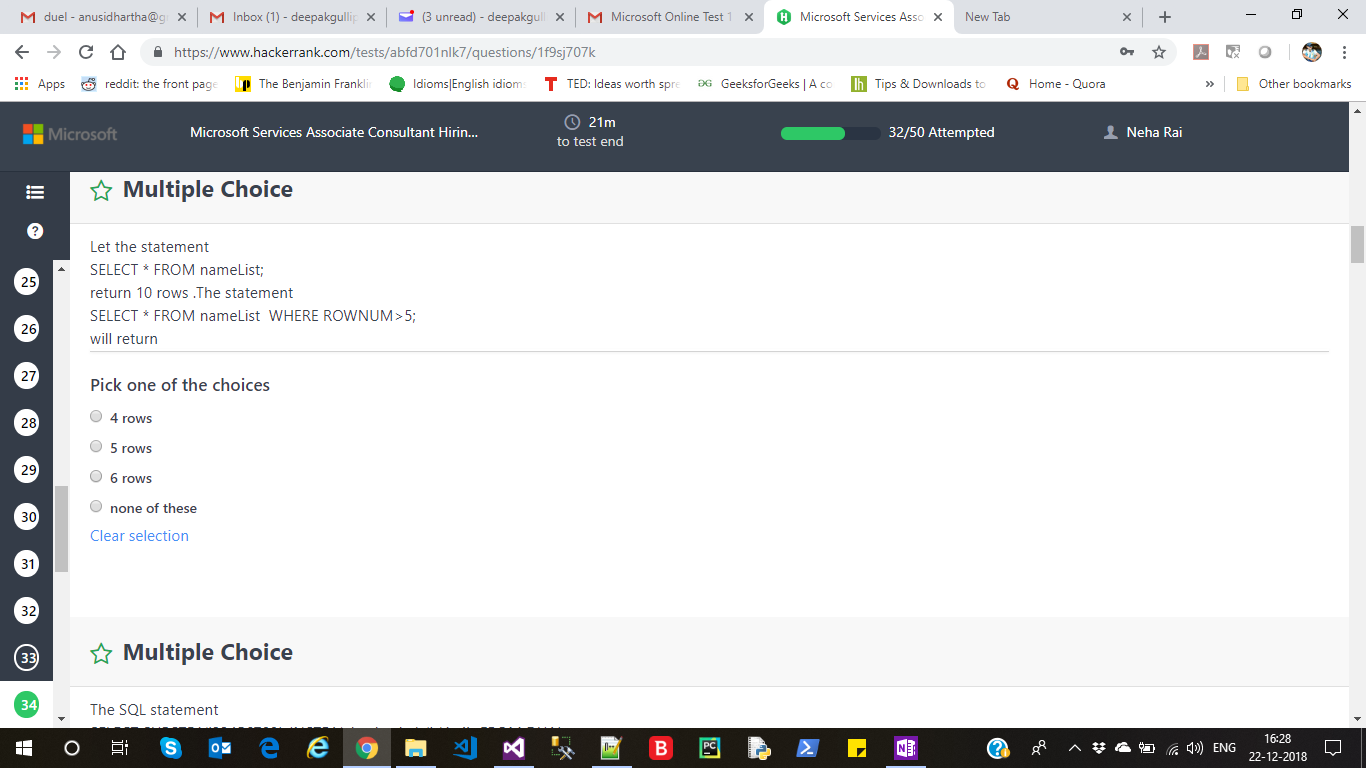 duel - anusidhartha@g
Inbox (1) - deepakgullip
(3 unread) - deepakgull
Microsoft Online Test 1
Microsoft Services Asso
New Tab
https://www.hackerrank.com/tests/abfd701nlk7/questions/1f9sj707k
Apps
reddit: the front page
The Benjamin Franklin
Idioms|English idioms
TED: Ideas worth spre
GeeksforGeeks | A co
Tips & Downloads to
Home - Quora
»
Other bookmarks
Microsoft
Microsoft Services Associate Consultant Hirin...
21m
to test end
32/50 Attempted
Neha Rai
Multiple Choice
Let the statement
SELECT * FROM nameList;
return 10 rows .The statement
SELECT * FROM nameList  WHERE ROWNUM>5;
will return
Pick one of the choices
4 rows
5 rows
6 rows
none of these
Clear selection
?
25
26
27
28
29
30
31
32
33
34
Multiple Choice
The SQL statement
ENG
16:28
22-12-2018